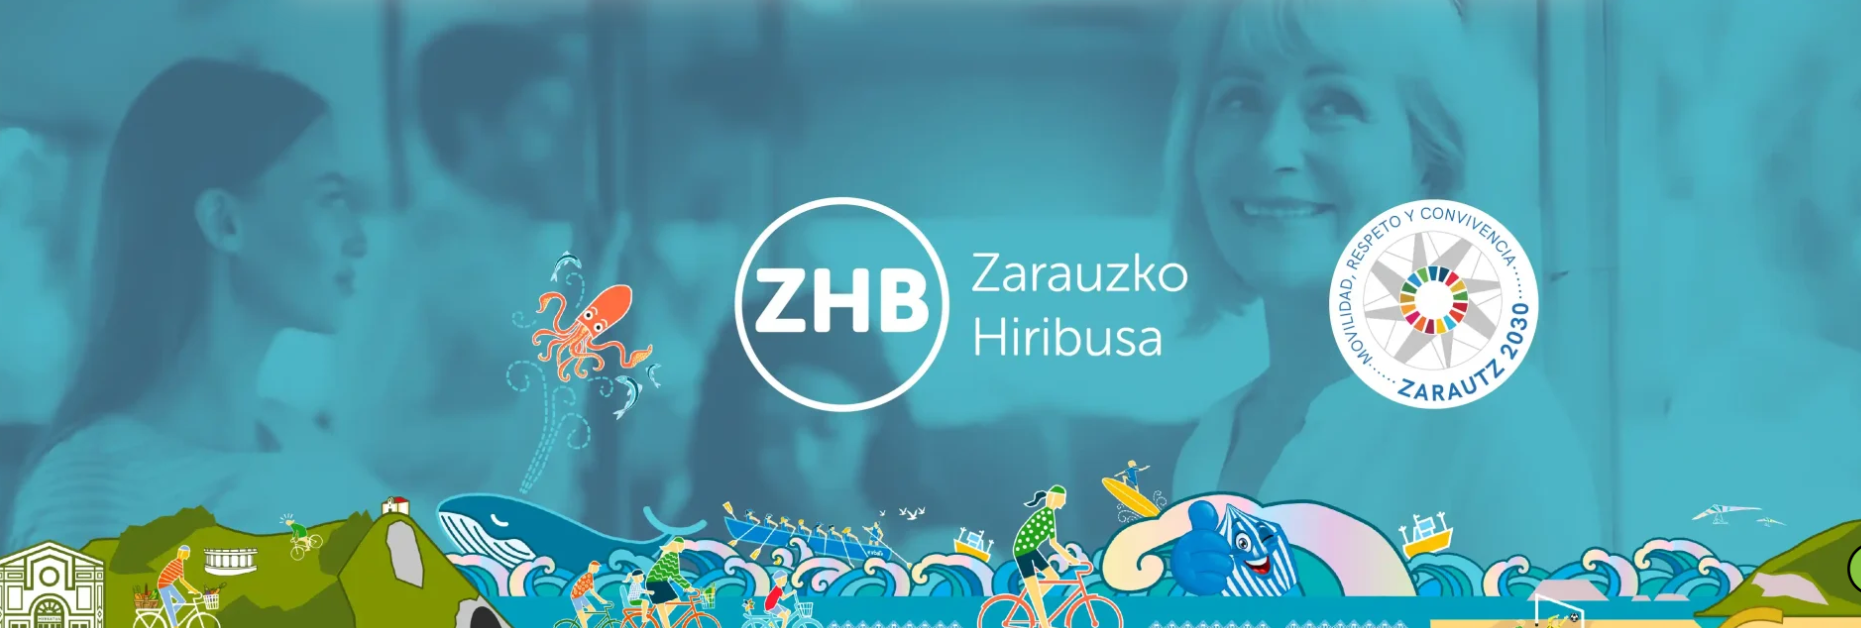 ZHB
Zarauzko
Hiribusa
MOVILIDAD, RESPETO Y CONVIVENCIA
ZARAUTZ 2030